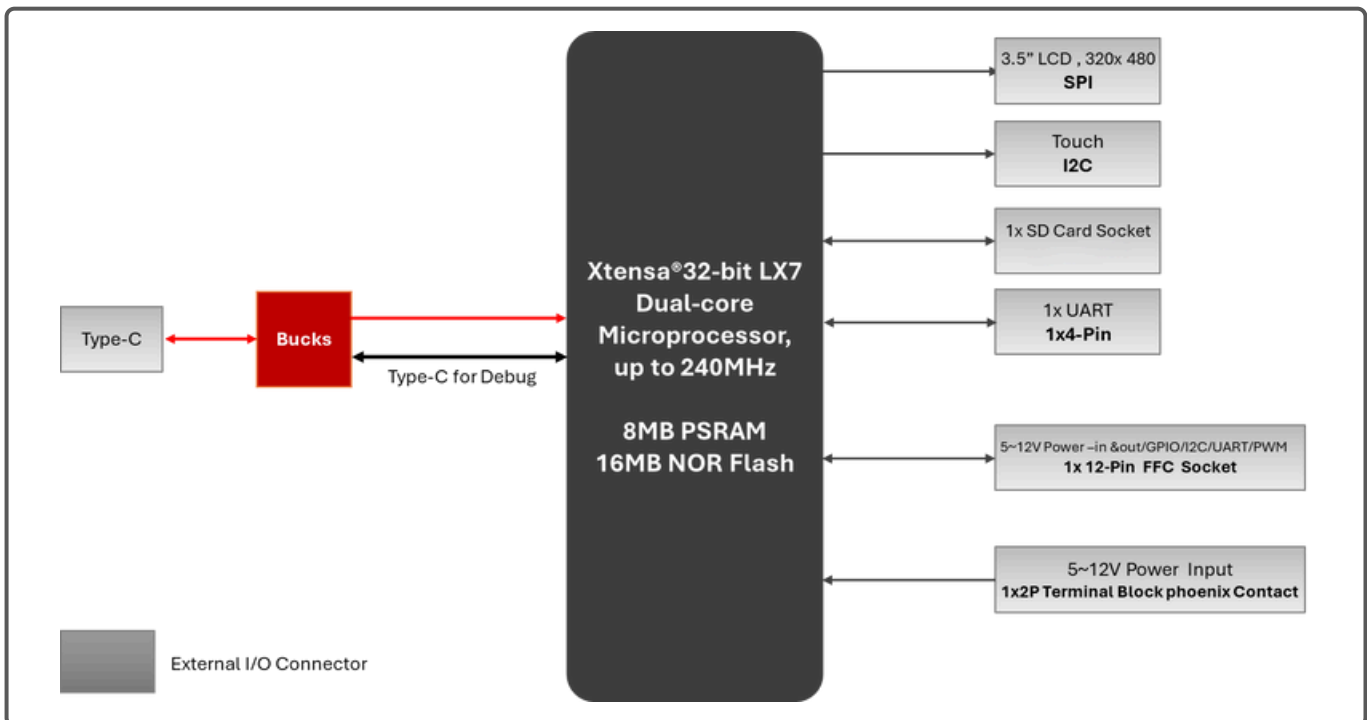 3.5” LCD , 320x 480
SPI
Touch
I2C
1x SD Card Socket
Xtensa®32-bit LX7
Dual-core
Microprocessor,
up to 240MHz
8MB PSRAM
16MB NOR Flash
1x UART
1x4-Pin
Type-C
Bucks
Type-C for Debug
5~12V Power –in &out/GPIO/I2C/UART/PWM
1x 12-Pin FFC Socket
5~12V Power Input
1x2P Terminal Block phoenix Contact
External I/O Connector